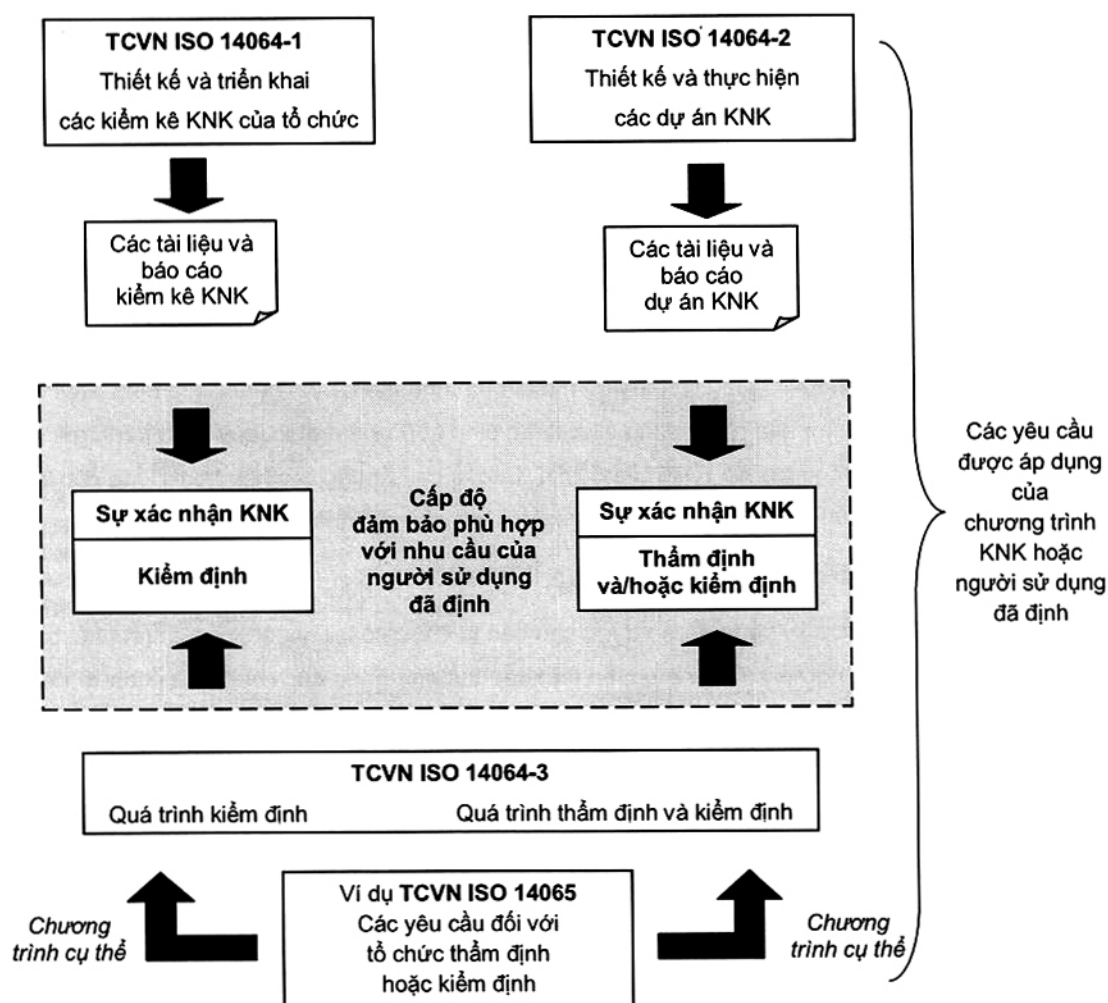 TCVN ISO 14064-1
Thiết kế và triển khai
các kiểm kê KNK của tổ chức
TCVN ISO 14064-2
Thiết kế và thực hiện
các dự án KNK
Các tài liệu và
báo cáo
kiểm kê KNK
Các tài liệu và
báo cáo
dự án KNK
Sự xác nhận KNK
Kiểm định
Cấp độ
đảm bảo phù hợp
với nhu cầu của
người sử dụng
đã định
Sự xác nhận KNK
Thẩm định
và/hoặc kiểm định
Các yêu cầu
được áp dụng
của
chương trình
KNK hoặc
người sử dụng
đã định
TCVN ISO 14064-3
Quá trình kiểm định
Quá trình thẩm định và kiểm định
Chương
trình cụ thể
Ví dụ TCVN ISO 14065
Các yêu cầu đối với
tổ chức thẩm định
hoặc kiểm định
Chương
trình cụ thể